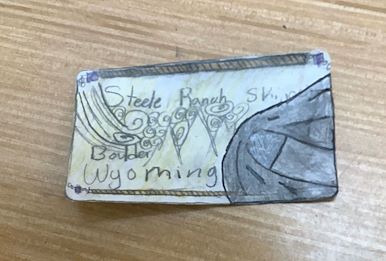 Steele Ranch
Boulder
Wyoming